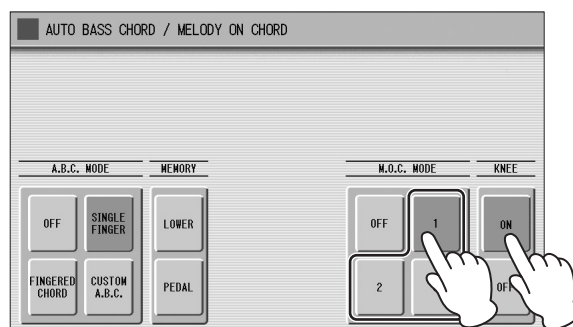 AUTO BASS CHORD / MELODY ON CHORD
A.B.C. MODE MEMORY M.O.C. MODE KNEE
OFF SINGLE FINGER LOWER OFF 1 ON
FINGERED CHORD CUSTOM A.B.C. PEDAL 2